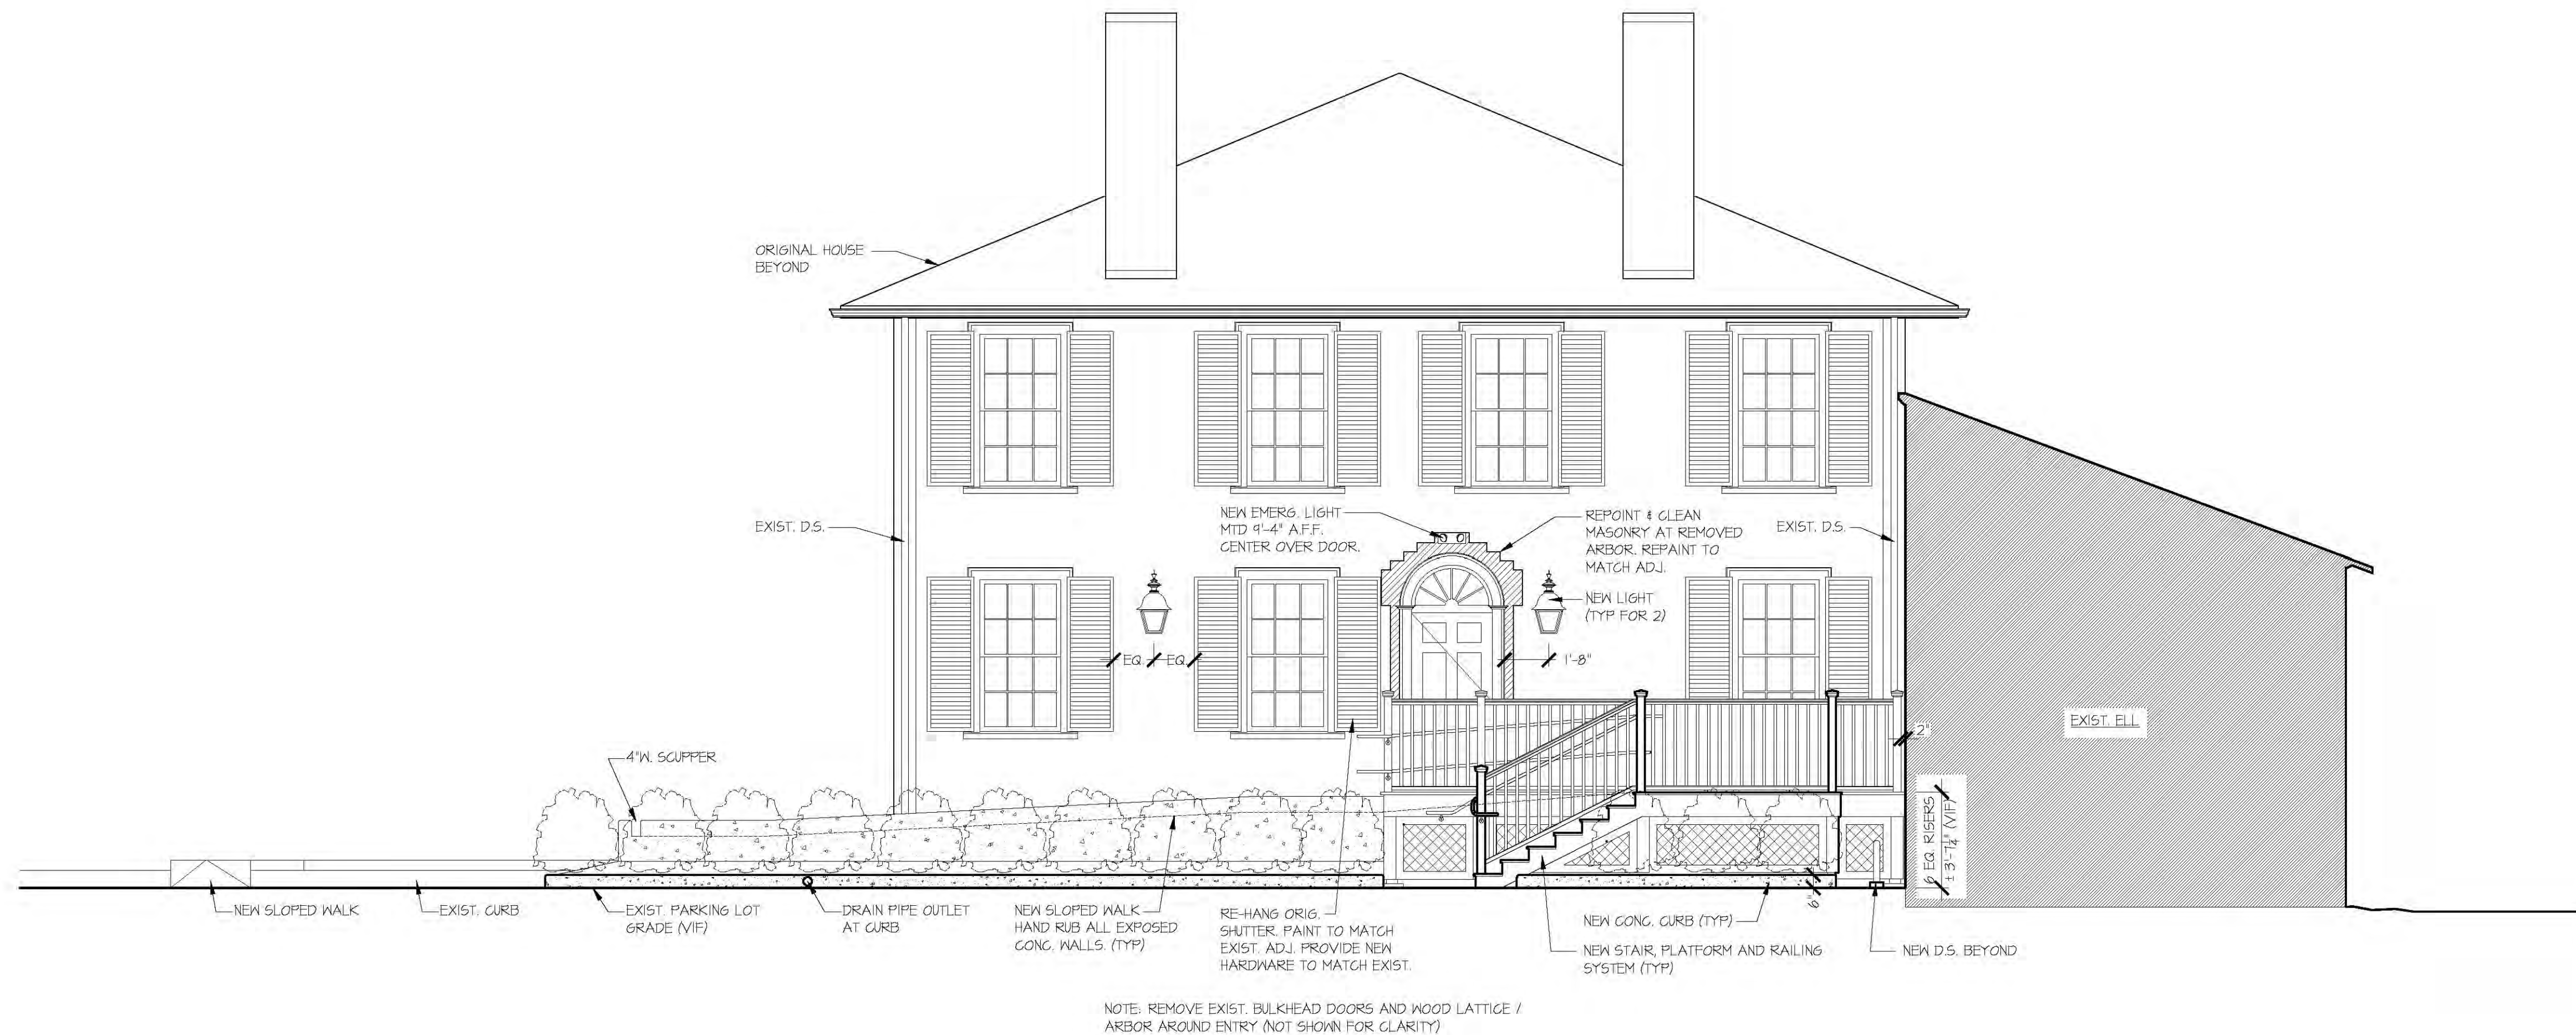 ORIGINAL HOUSE
BEYOND
EXIST. D.S.
NEW EMERG. LIGHT
MTD 9'-4" A.F.F.
CENTER OVER DOOR.
REPOINT & CLEAN
MASONRY AT REMOVED
ARBOR. REPAINT TO
MATCH ADJ.
EXIST. D.S.
NEW LIGHT
(TYP FOR 2)
EQ. EQ.
1'-8"
EXIST. ELL
2"
4"W. SCUPPER
6 EQ. RISERS
± 3'-7¼" (VIF)
6"
NEW SLOPED WALK
EXIST. CURB
EXIST. PARKING LOT
GRADE (VIF)
DRAIN PIPE OUTLET
AT CURB
NEW SLOPED WALK
HAND RUB ALL EXPOSED
CONC. WALLS. (TYP)
RE-HANG ORIG.
SHUTTER. PAINT TO MATCH
EXIST. ADJ. PROVIDE NEW
HARDWARE TO MATCH EXIST.
NEW CONC. CURB (TYP)
NEW STAIR, PLATFORM AND RAILING
SYSTEM (TYP)
NEW D.S. BEYOND
NOTE: REMOVE EXIST. BULKHEAD DOORS AND WOOD LATTICE /
ARBOR AROUND ENTRY (NOT SHOWN FOR CLARITY)